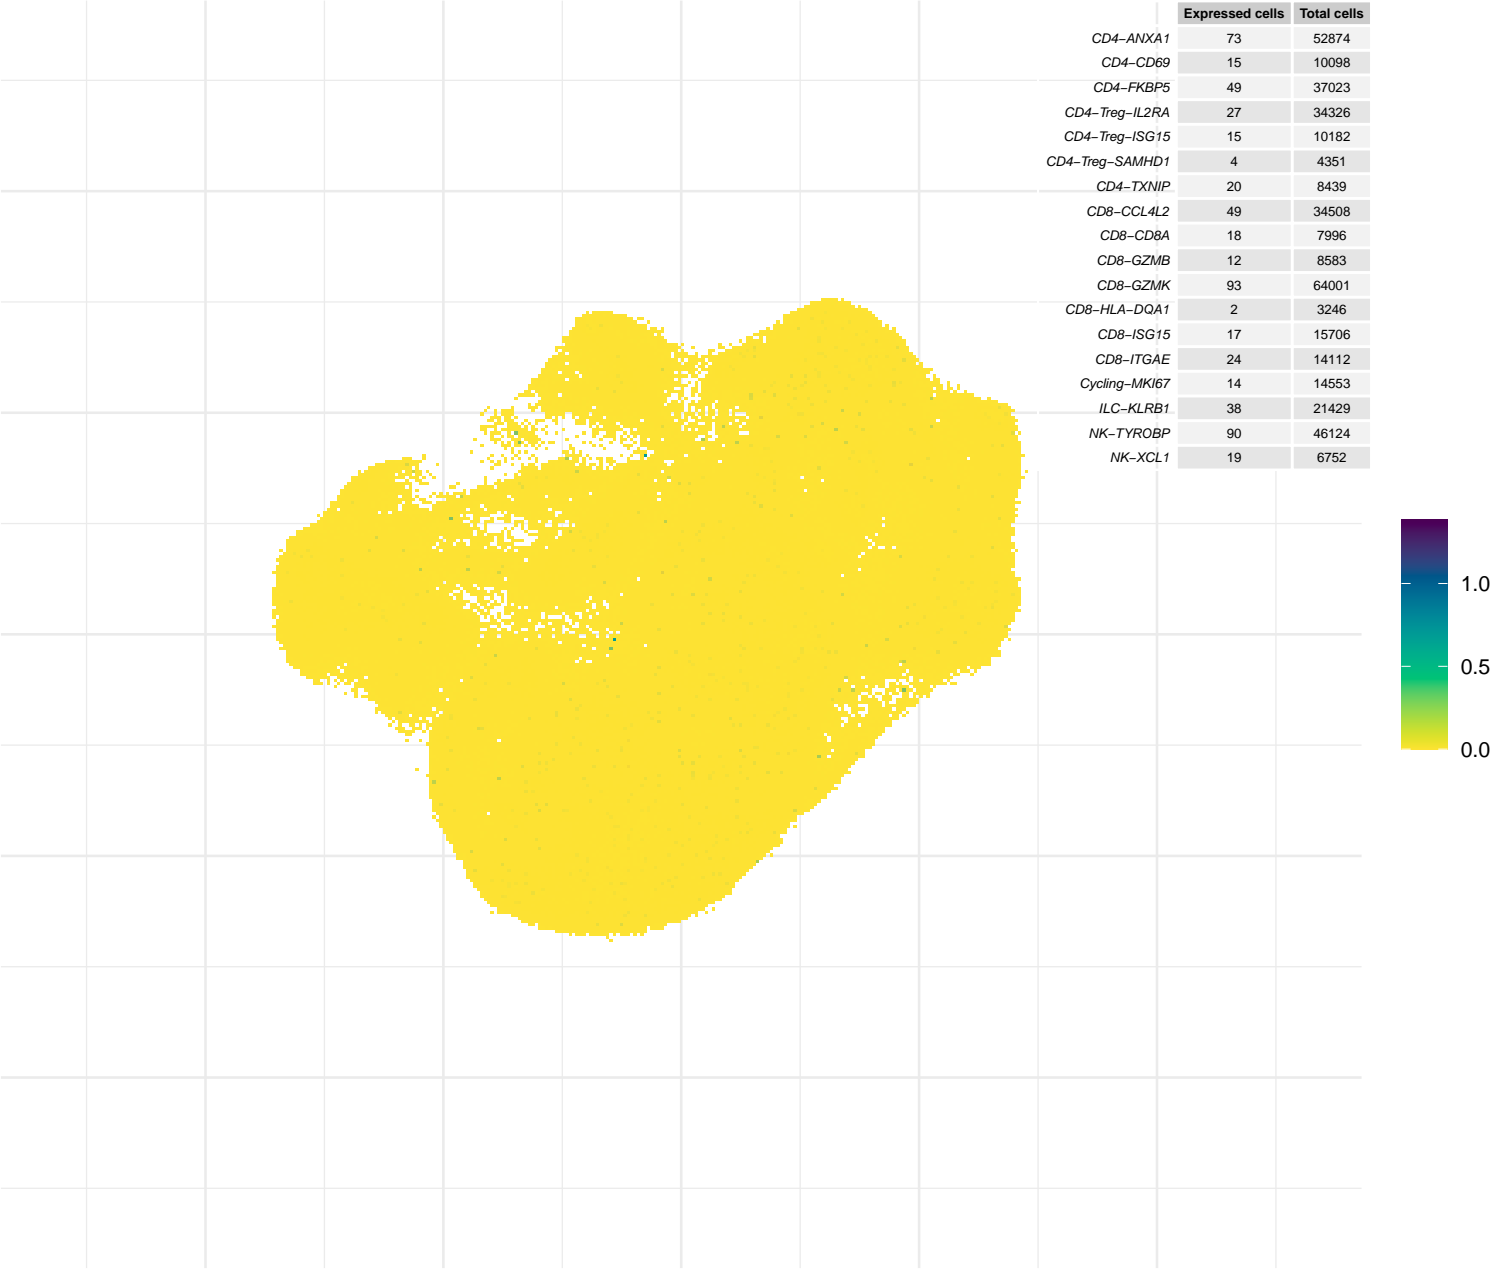 Expressed cells Total cells
CD4−ANXA1 73 52874
CD4−CD69 15 10098
CD4−FKBP5 49 37023
CD4−Treg−IL2RA 27 34326
CD4−Treg−ISG15 15 10182
CD4−Treg−SAMHD1 4 4351
CD4−TXNIP 20 8439
CD8−CCL4L2 49 34508
CD8−CD8A 18 7996
CD8−GZMB 12 8583
CD8−GZMK 93 64001
CD8−HLA−DQA1 2 3246
CD8−ISG15 17 15706
CD8−ITGAE 24 14112
Cycling−MKI67 14 14553
ILC−KLRB1 38 21429
NK−TYROBP 90 46124
NK−XCL1 19 6752
1.0
0.5
0.0